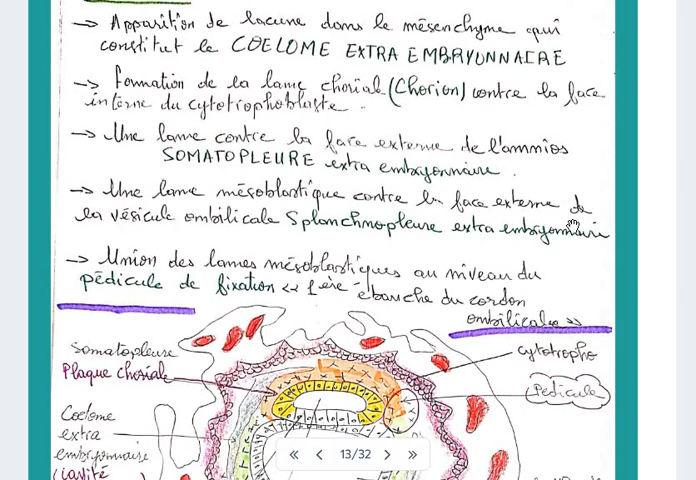 → Apparition de lacune dans le mésenchyme qui
constitut le COELOME EXTRA EMBRYONNAIRE
→ formation de la lame choriale (Chorion) contre la face
interne du cytotrophoblaste.
→ Une lame contre la face externe de l'ammios
SOMATOPLEURE extra embryonnaire.
→ Une lame mésoblastique contre la face externe de
la vésicule ombilicale Splanchnopleure extra embryonnaire
→ Union des lames mésoblastiques au niveau du
pédicule de fixation << 1ère ébauche du cordon
ombilicale >>
Somatopleure
Plaque choriale
cytotropho
Pédicule
Coelome
extra
embryonnaire
(cavité
13/32